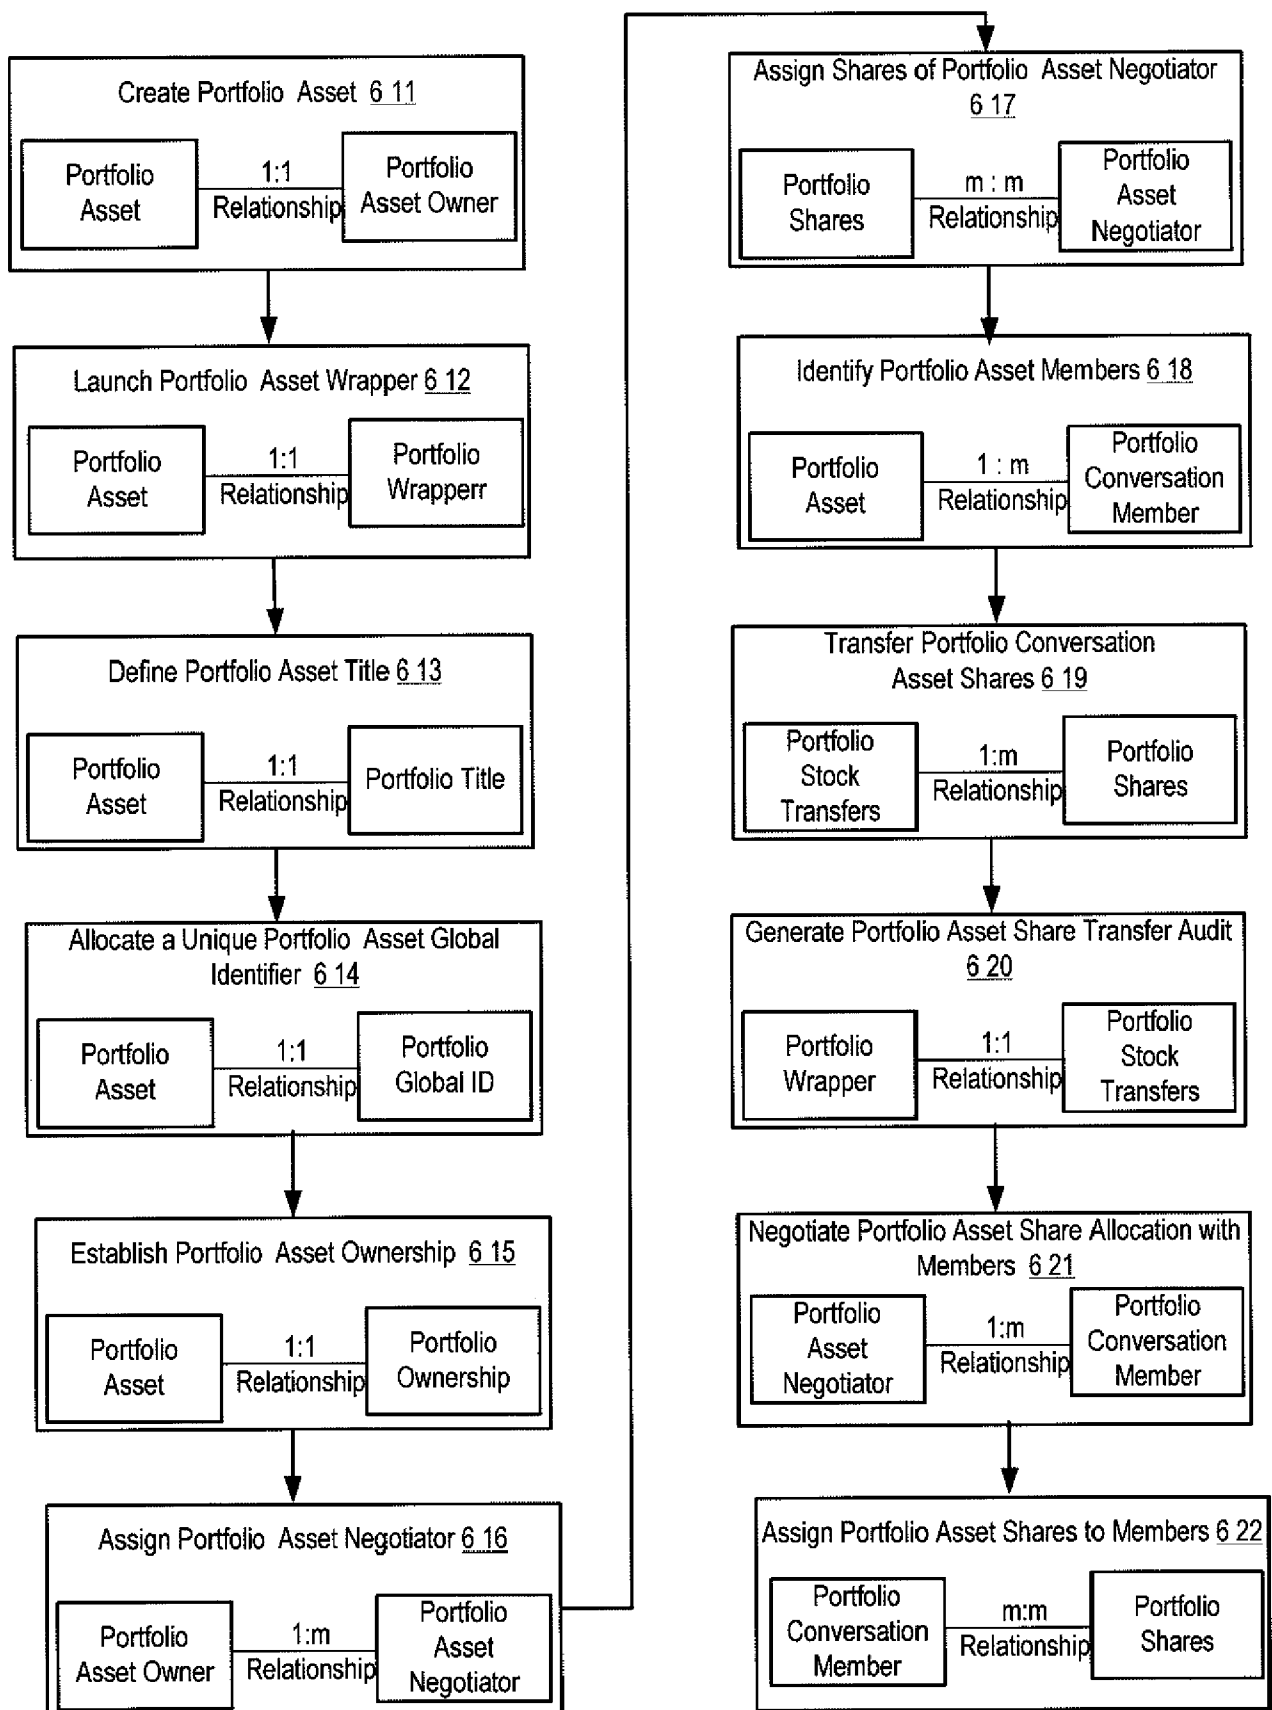 Create Portfolio Asset 6 11
Portfolio
Asset
1:1
Relationship
Portfolio
Asset Owner
Launch Portfolio Asset Wrapper 6 12
Portfolio
Asset
1:1
Relationship
Portfolio
Wrapperr
Define Portfolio Asset Title 6 13
Portfolio
Asset
1:1
Relationship
Portfolio Title
Allocate a Unique Portfolio Asset Global
Identifier 6 14
Portfolio
Asset
1:1
Relationship
Portfolio
Global ID
Establish Portfolio Asset Ownership 6 15
Portfolio
Asset
1:1
Relationship
Portfolio
Ownership
Assign Portfolio Asset Negotiator 6 16
Portfolio
Asset Owner
1:m
Relationship
Portfolio
Asset
Negotiator
Assign Shares of Portfolio Asset Negotiator
6 17
Portfolio
Shares
m : m
Relationship
Portfolio
Asset
Negotiator
Identify Portfolio Asset Members 6 18
Portfolio
Asset
1 : m
Relationship
Portfolio
Conversation
Member
Transfer Portfolio Conversation
Asset Shares 6 19
Portfolio
Stock
Transfers
1:m
Relationship
Portfolio
Shares
Generate Portfolio Asset Share Transfer Audit
6 20
Portfolio
Wrapper
1:1
Relationship
Portfolio
Stock
Transfers
Negotiate Portfolio Asset Share Allocation with
Members 6 21
Portfolio
Asset
Negotiator
1:m
Relationship
Portfolio
Conversation
Member
Assign Portfolio Asset Shares to Members 6 22
Portfolio
Conversation
Member
m:m
Relationship
Portfolio
Shares